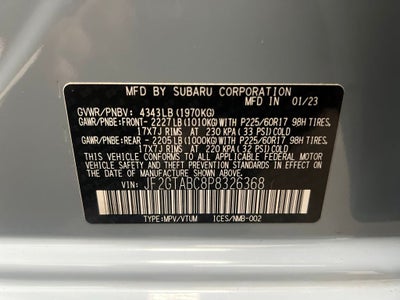 MFD BY SUBARU CORPORATION
MADE IN JAPAN 01/23
GVWR/PNBV: 4343LB (1970KG)
GAWR/PNBE:FRONT- 2227LB (1010KG)WITH P225/60R17 98H TIRES,
17X7J RIMS AT 230 KPA (33 PSI)COLD
GAWR/PNBE:REAR - 2205LB (1000KG)WITH P225/60R17 98H TIRES,
17X7J RIMS AT 220 KPA (32 PSI)COLD
THIS VEHICLE CONFORMS TO ALL APPLICABLE FEDERAL MOTOR
VEHICLE SAFETY, BUMPER, AND THEFT PREVENTION STANDARDS IN
EFFECT ON THE DATE OF MANUFACTURE SHOWN ABOVE.
VIN: JF2GTABC8P8326368
TYPE:MPV/VTUM ICES/NMB-002